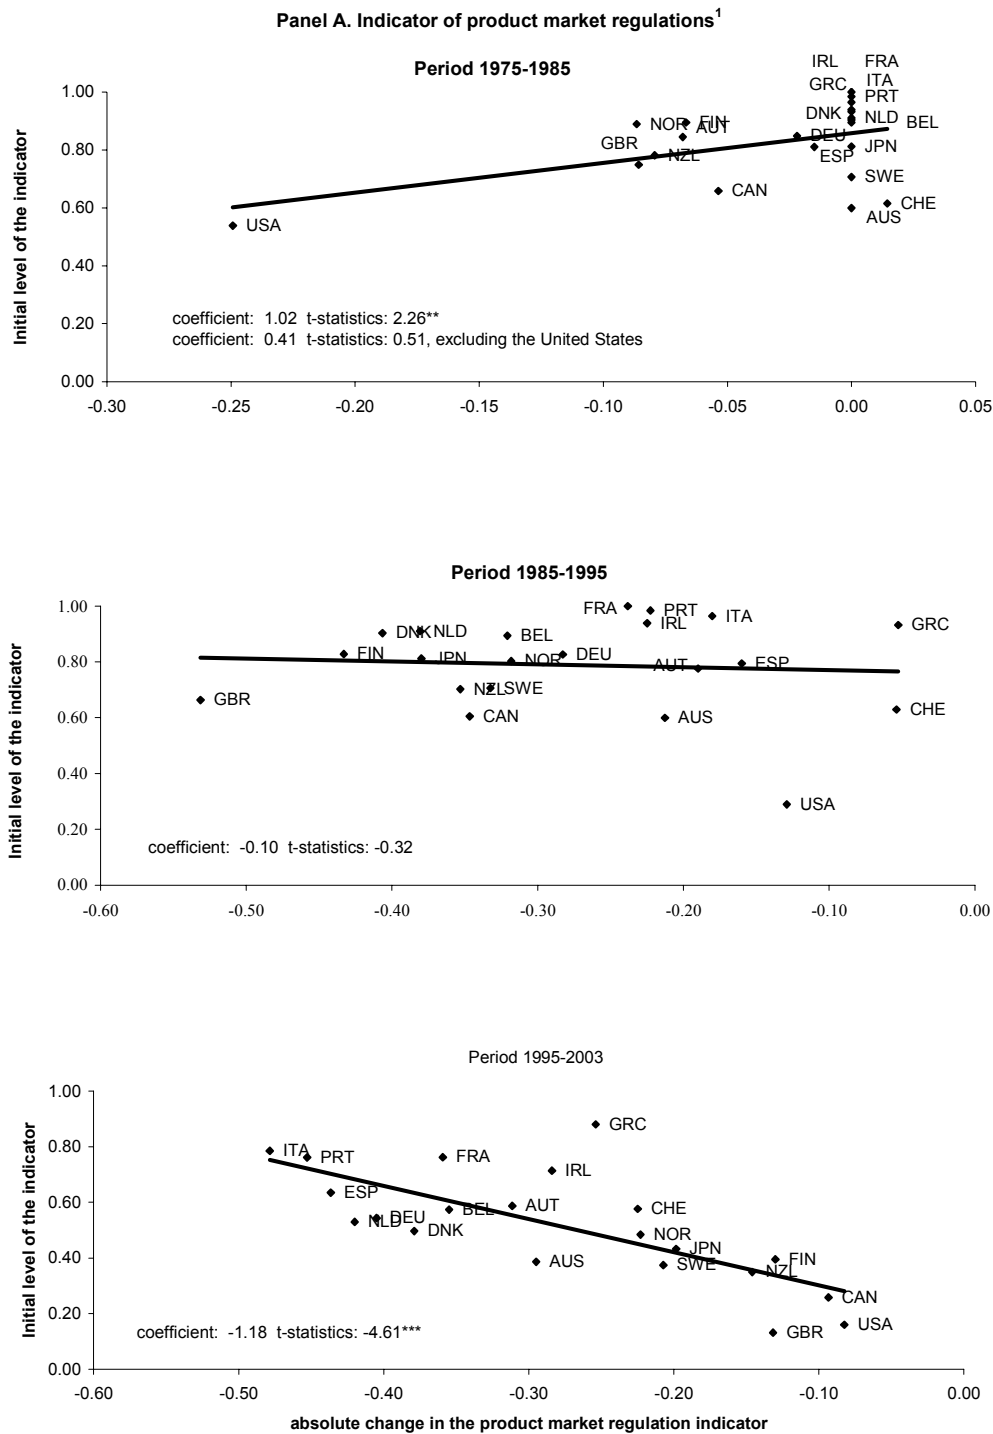 Panel A. Indicator of product market regulations1
Period 1975-1985
Initial level of the indicator
1.00
0.80
0.60
0.40
0.20
0.00
IRL FRA
GRC ITA
PRT
DNK NLD BEL
NOR FIN
AUT
DEU
GBR
NZL
ESP JPN
CAN SWE
CHE
AUS
USA
coefficient: 1.02 t-statistics: 2.26**
coefficient: 0.41 t-statistics: 0.51, excluding the United States
-0.30 -0.25 -0.20 -0.15 -0.10 -0.05 0.00 0.05
Period 1985-1995
Initial level of the indicator
1.00
0.80
0.60
0.40
0.20
0.00
FRA PRT ITA
IRL GRC
DNK NLD BEL
FIN JPN NOR DEU
AUT ESP
GBR NZL SWE
CAN AUS CHE
USA
coefficient: -0.10 t-statistics: -0.32
-0.60 -0.50 -0.40 -0.30 -0.20 -0.10 0.00
Period 1995-2003
Initial level of the indicator
1.00
0.80
0.60
0.40
0.20
0.00
GRC
ITA PRT FRA
IRL
ESP
NLD DEU BEL AUT CHE
DNK NOR
JPN
AUS SWE NZL FIN
CAN
GBR USA
coefficient: -1.18 t-statistics: -4.61***
-0.60 -0.50 -0.40 -0.30 -0.20 -0.10 0.00
absolute change in the product market regulation indicator